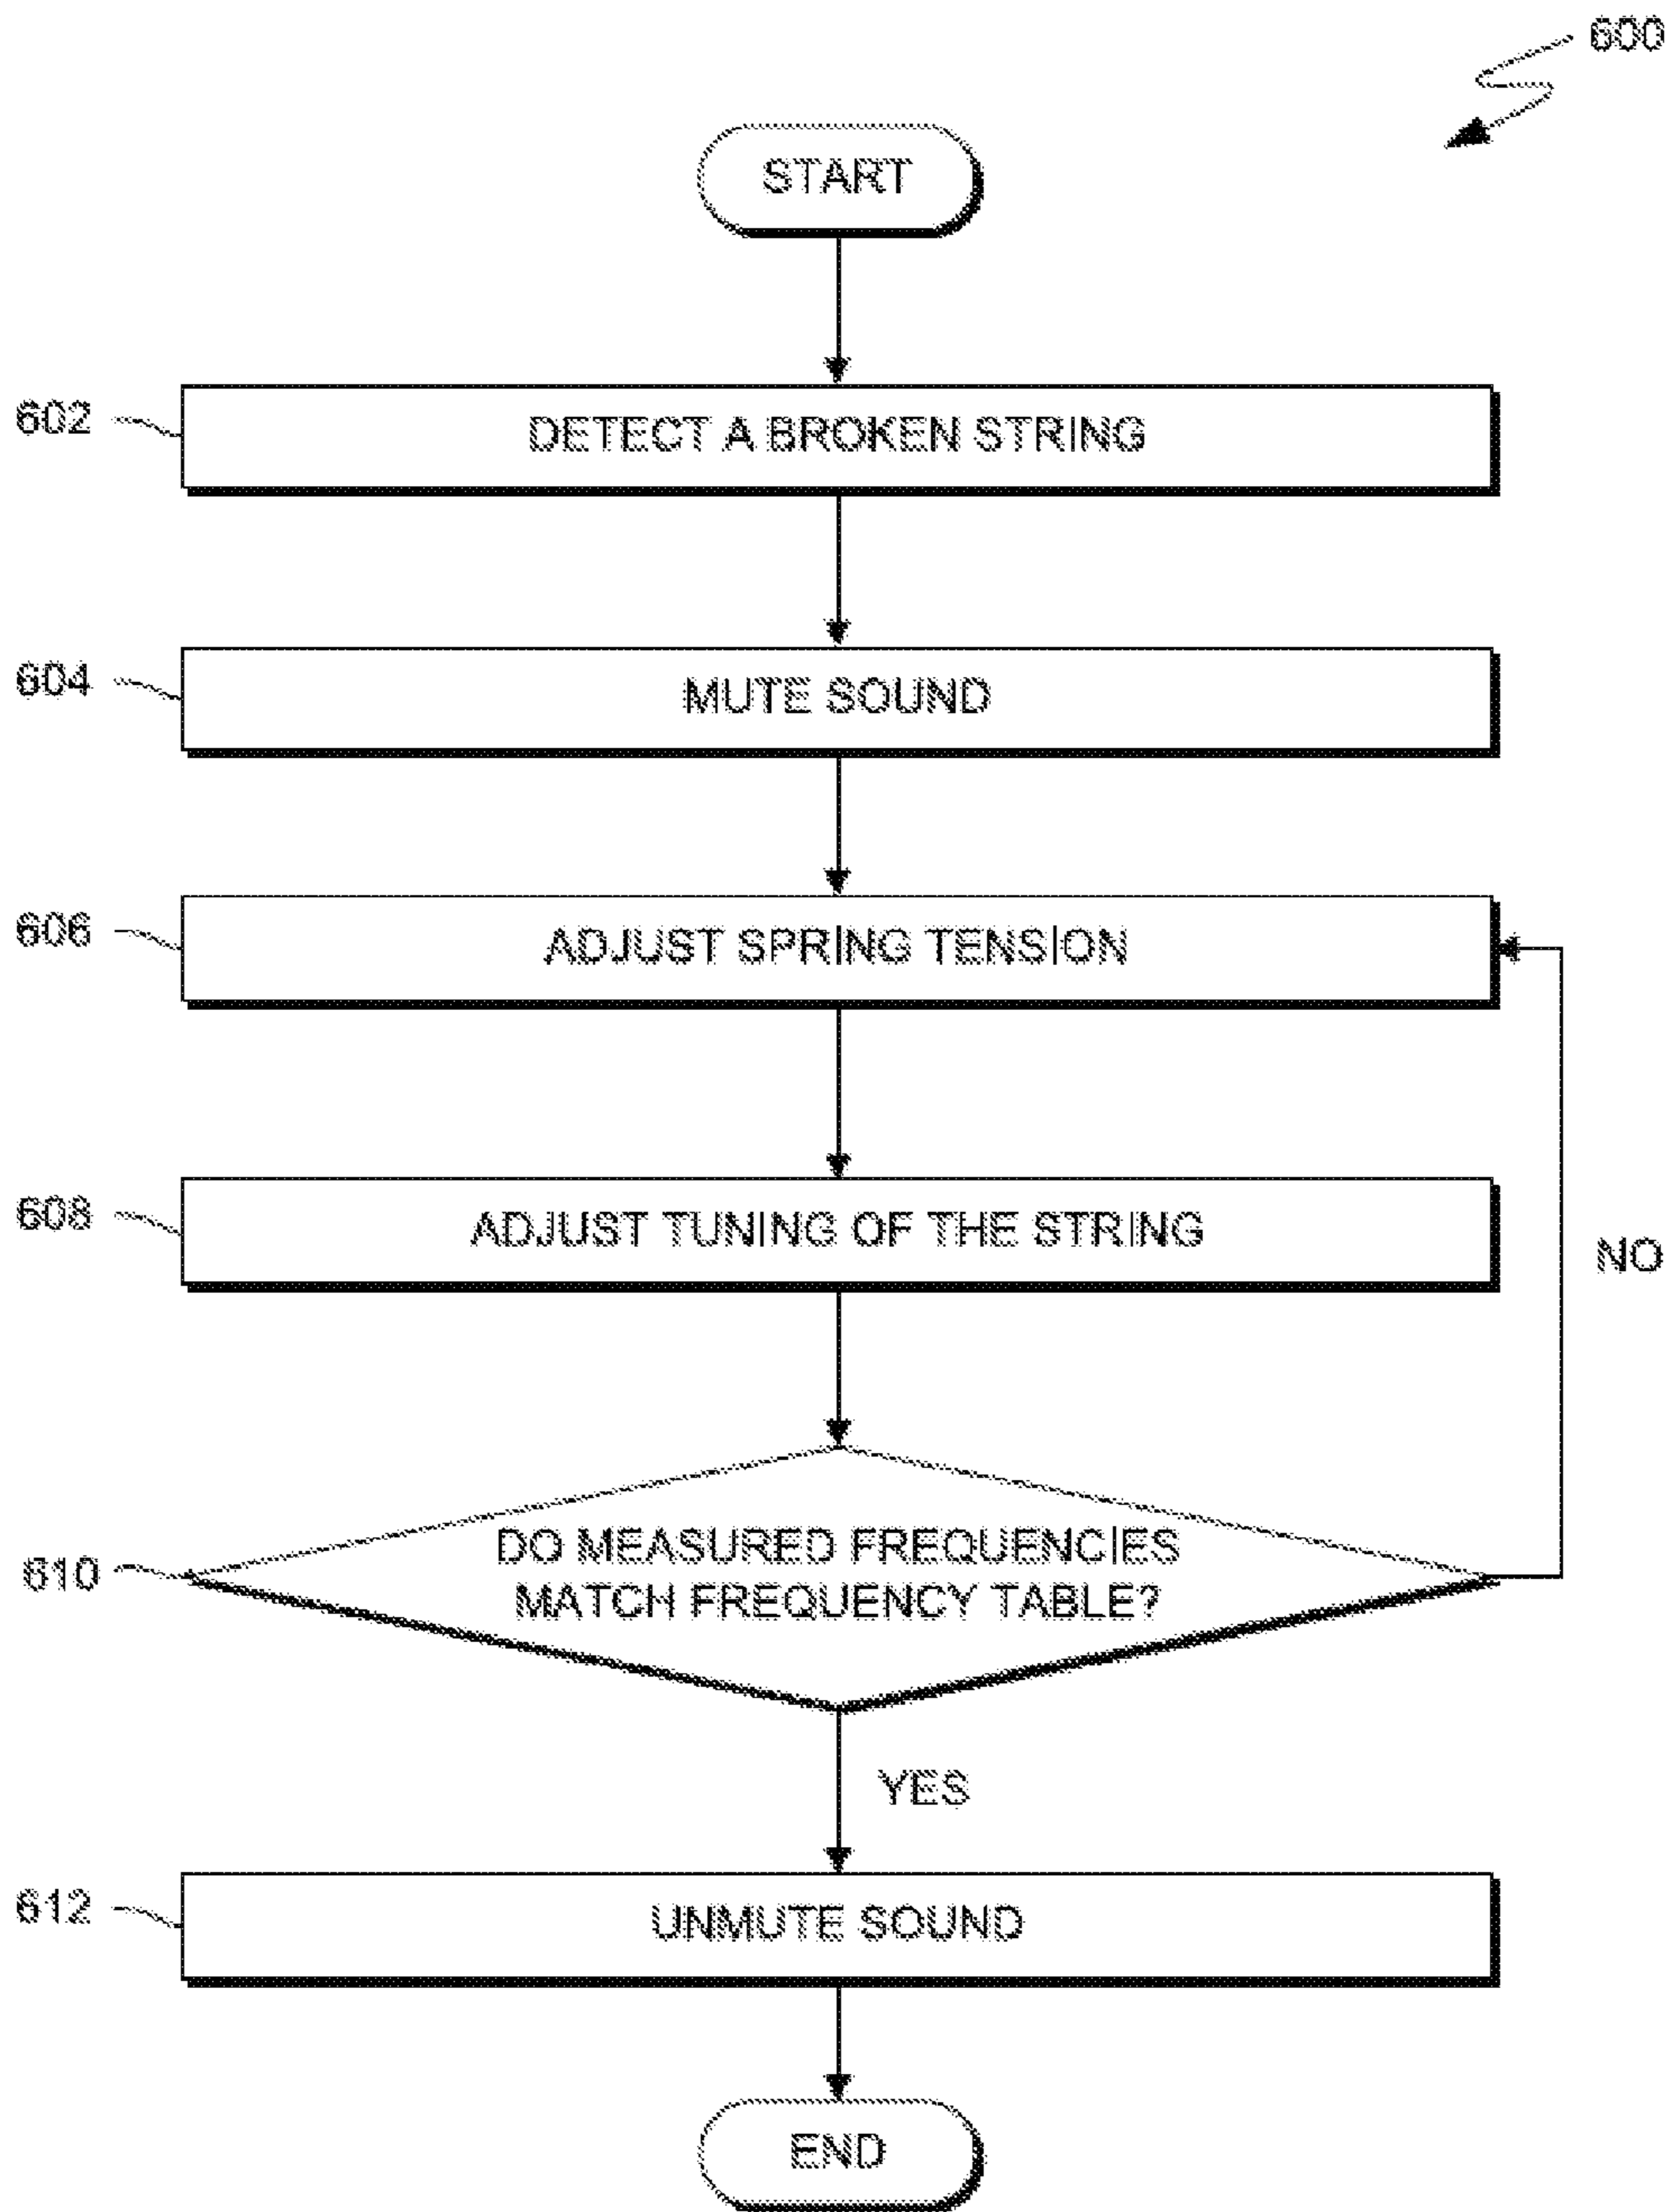 600
START
602
DETECT A BROKEN STRING
604
MUTE SOUND
606
ADJUST SPRING TENSION
608
ADJUST TUNING OF THE STRING
NO
610
DO MEASURED FREQUENCIES
MATCH FREQUENCY TABLE?
YES
612
UNMUTE SOUND
END